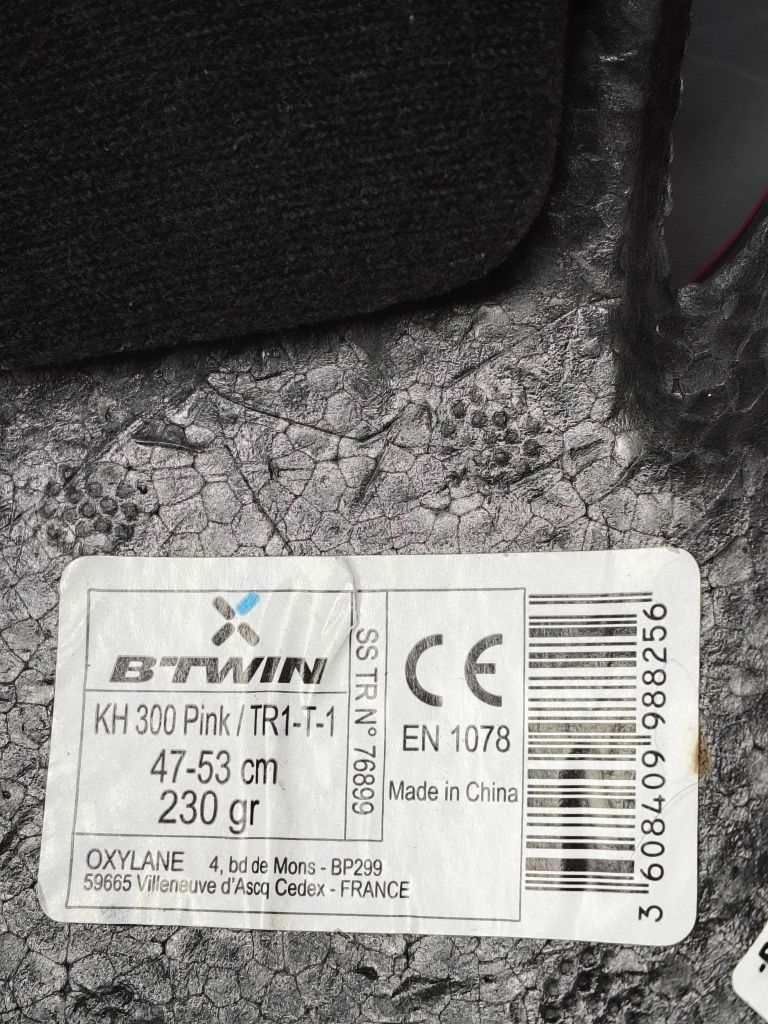 B'TWIN
KH 300 Pink / TR1-T-1
47-53 cm
230 gr
SS TR N° 76899
CE
EN 1078
Made in China
OXYLANE 4, bd de Mons - BP299
59665 Villeneuve d'Ascq Cedex - FRANCE
3 608409 988256